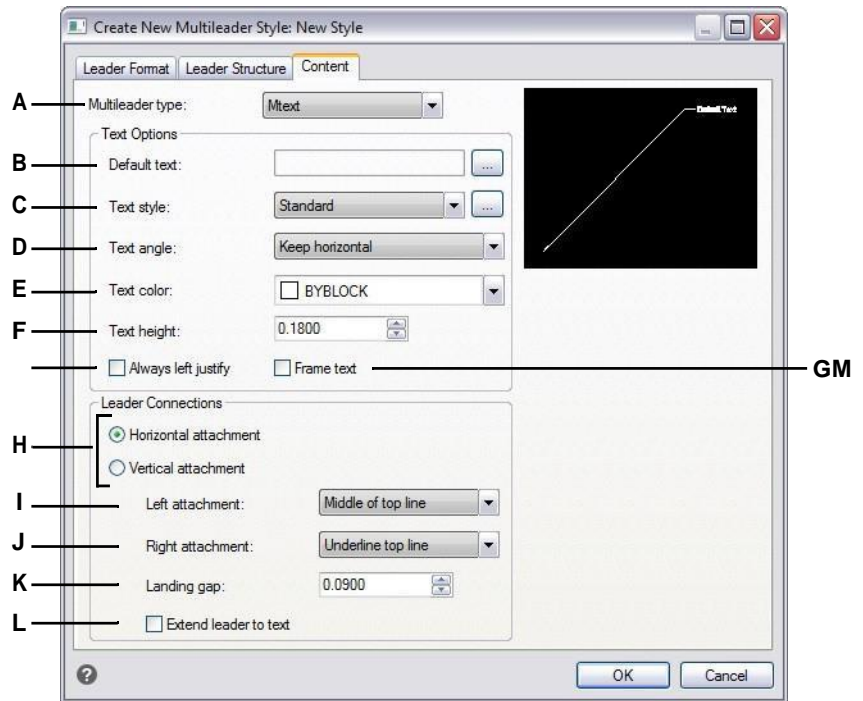 Create New Multileader Style: New Style
Leader Format Leader Structure Content
A Multileader type: Mtext
Default Text
Text Options
B Default text: ...
C Text style: Standard ...
D Text angle: Keep horizontal
E Text color: BYBLOCK
F Text height: 0.1800
Always left justify Frame text GM
Leader Connections
H Horizontal attachment
Vertical attachment
I Left attachment: Middle of top line
J Right attachment: Underline top line
K Landing gap: 0.0900
L Extend leader to text
? OK Cancel